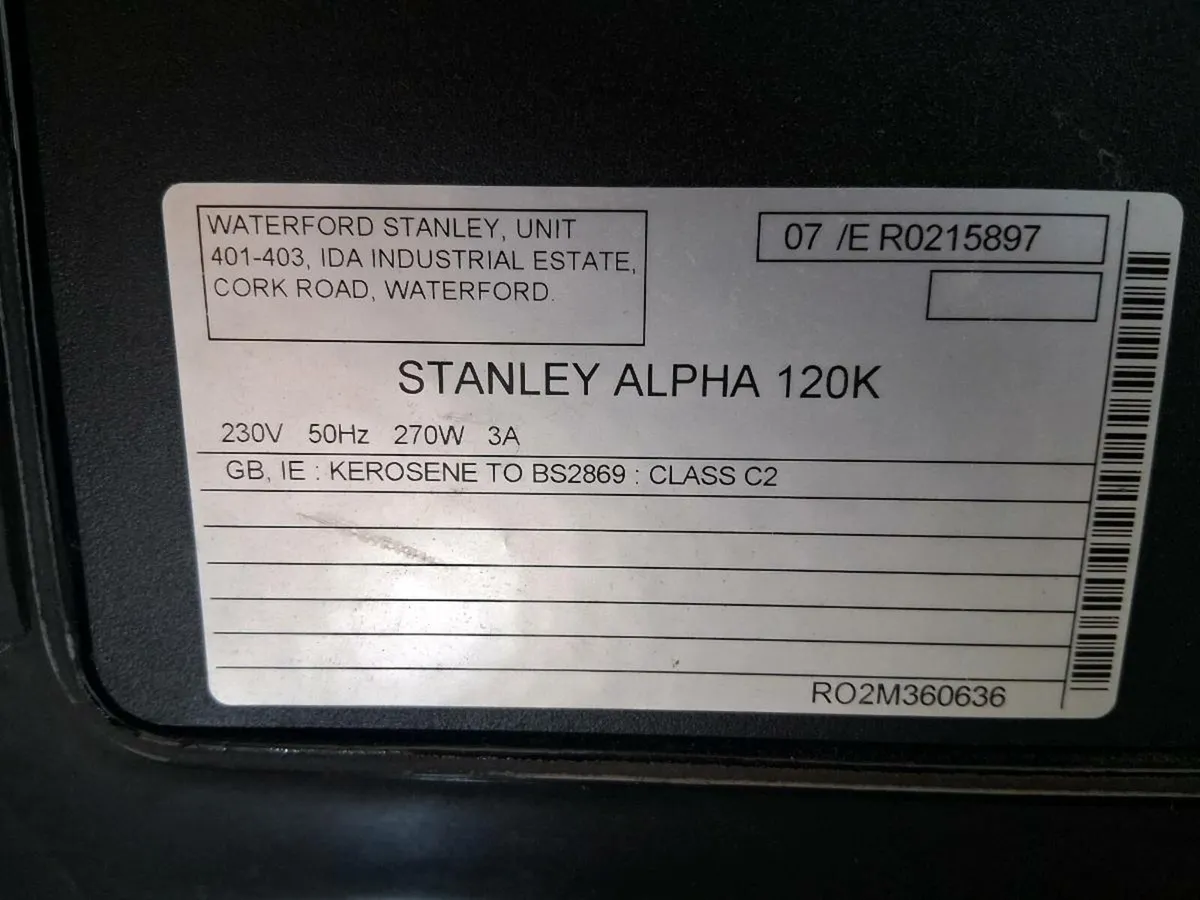 WATERFORD STANLEY, UNIT
401-403, IDA INDUSTRIAL ESTATE,
CORK ROAD, WATERFORD.
07 /E R0215897
STANLEY ALPHA 120K
230V 50Hz 270W 3A
GB, IE : KEROSENE TO BS2869 : CLASS C2
RO2M360636